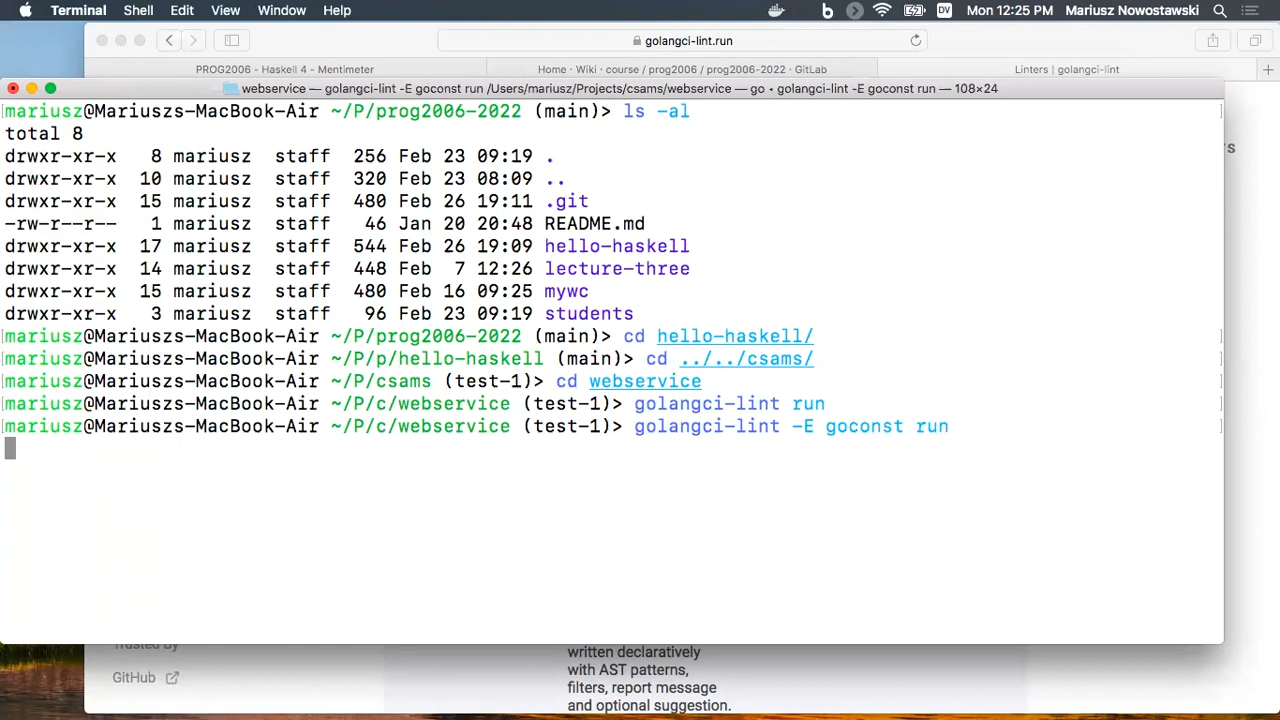 Terminal Shell Edit View Window Help b DV Mon 12:25 PM Mariusz Nowostawski
golangci-lint.run
PROG2006 - Haskell 4 - Mentimeter Home · Wiki · course / prog2006 / prog2006-2022 · GitLab Linters | golangci-lint
webservice — golangci-lint -E goconst run /Users/mariusz/Projects/csams/webservice — go ◂ golangci-lint -E goconst run — 108×24
mariusz@Mariuszs-MacBook-Air ~/P/prog2006-2022 (main)> ls -al
total 8
drwxr-xr-x 8 mariusz staff 256 Feb 23 09:19 .
drwxr-xr-x 10 mariusz staff 320 Feb 23 08:09 ..
drwxr-xr-x 15 mariusz staff 480 Feb 26 19:11 .git
-rw-r--r-- 1 mariusz staff 46 Jan 20 20:48 README.md
drwxr-xr-x 17 mariusz staff 544 Feb 26 19:09 hello-haskell
drwxr-xr-x 14 mariusz staff 448 Feb 7 12:26 lecture-three
drwxr-xr-x 15 mariusz staff 480 Feb 16 09:25 mywc
drwxr-xr-x 3 mariusz staff 96 Feb 23 09:19 students
mariusz@Mariuszs-MacBook-Air ~/P/prog2006-2022 (main)> cd hello-haskell/
mariusz@Mariuszs-MacBook-Air ~/P/p/hello-haskell (main)> cd ../../csams/
mariusz@Mariuszs-MacBook-Air ~/P/csams (test-1)> cd webservice
mariusz@Mariuszs-MacBook-Air ~/P/c/webservice (test-1)> golangci-lint run
mariusz@Mariuszs-MacBook-Air ~/P/c/webservice (test-1)> golangci-lint -E goconst run
Trusted By
written declaratively
with AST patterns,
GitHub
filters, report message
and optional suggestion.